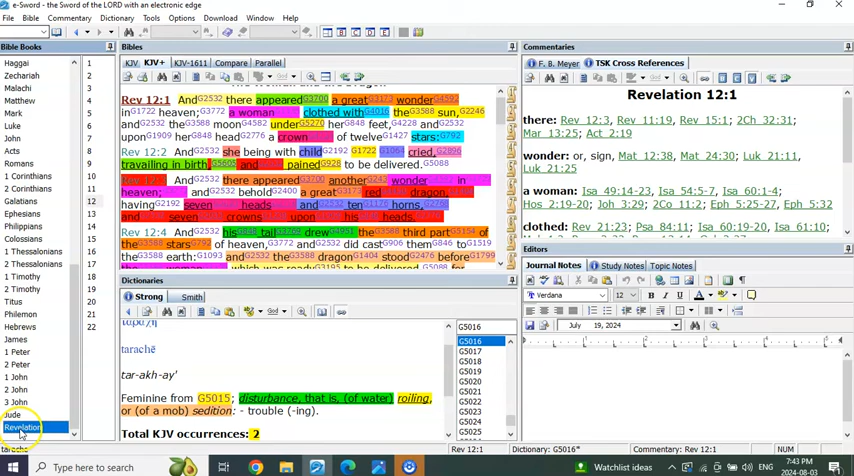 e-Sword - the Sword of the LORD with an electronic edge
File Bible Commentary Dictionary Tools Options Download Window Help
Bible Books
Haggai
Zechariah
Malachi
Matthew
Mark
Luke
John
Acts
Romans
1 Corinthians
2 Corinthians
Galatians
Ephesians
Philippians
Colossians
1 Thessalonians
2 Thessalonians
1 Timothy
2 Timothy
Titus
Philemon
Hebrews
James
1 Peter
2 Peter
1 John
2 John
3 John
Jude
Revelation
tarache
1
2
3
4
5
6
7
8
9
10
11
12
13
14
15
16
17
18
19
20
21
22
Bibles
KJV KJV+ KJV-1611 Compare Parallel
Rev 12:1 And G2532 there appeared G3700 a great G3173 wonder G4592
in G1722 heaven; G3772 a woman clothed with G4016 the sun, G2246
and G2532 the G3588 moon G4582 under G5270 her G848 feet, G4228 and G2532
upon G1909 her G848 head G2776 a crown of twelve stars: G792
Rev 12:2 And G2532 she being with child G2192 G1722 G1064 cried, G2896
travailing in birth, G5605 and pained G928 to be delivered.
And G2532 there appeared another wonder in
heaven; and G2532 behold G2400 a great red dragon,
having seven heads and ten horns,
and seven crowns upon his heads.
Rev 12:4 And G2532 his G848 tail G3769 drew G4951 the third part G5154 of
the G3588 stars G792 of heaven, G3772 and did cast G906 them to G1519
the G3588 earth: G1093 and the G3588 dragon G1404 stood G2476 before G1799
the woman which was ready to be delivered, G5088 for
Dictionaries
Strong Smith
ταραχή
tarachē
tar-akh-ay'
Feminine from G5015; disturbance, that is, (of water) roiling,
or (of a mob) sedition: - trouble (-ing).
Total KJV occurrences: 2
G5016
G5016
G5017
G5018
G5019
G5020
G5021
G5022
G5023
G5024
G5025
Commentaries
F. B. Meyer TSK Cross References
Revelation 12:1
there: Rev 12:3, Rev 11:19, Rev 15:1; 2Ch 32:31;
Mar 13:25; Act 2:19
wonder: or, sign, Mat 12:38, Mat 24:30; Luk 21:11,
Luk 21:25
a woman: Isa 49:14-23, Isa 54:5-7, Isa 60:1-4;
Hos 2:19-20; Joh 3:29; 2Co 11:2; Eph 5:25-27, Eph 5:32
clothed: Rev 21:23; Psa 84:11; Isa 60:19-20, Isa 61:10;
Editors
Journal Notes Study Notes Topic Notes
Verdana 12 B I U A
July 19, 2024
Rev 12:1 Dictionary: G5016* Commentary: Rev 12:1 NUM
Type here to search
Watchlist ideas
7:43 PM
2024-08-03